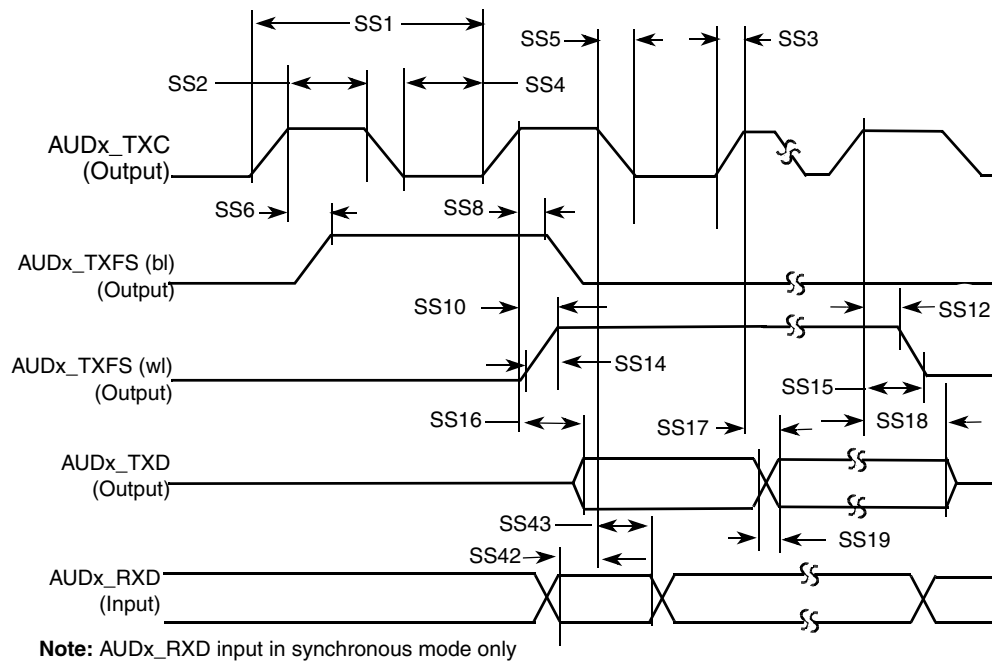 SS1
SS5
SS3
SS2
SS4
AUDx_TXC
(Output)
SS6
SS8
AUDx_TXFS (bl)
(Output)
SS10
SS12
AUDx_TXFS (wl)
(Output)
SS14
SS15
SS16
SS17
SS18
AUDx_TXD
(Output)
SS43
SS19
SS42
AUDx_RXD
(Input)
Note: AUDx_RXD input in synchronous mode only